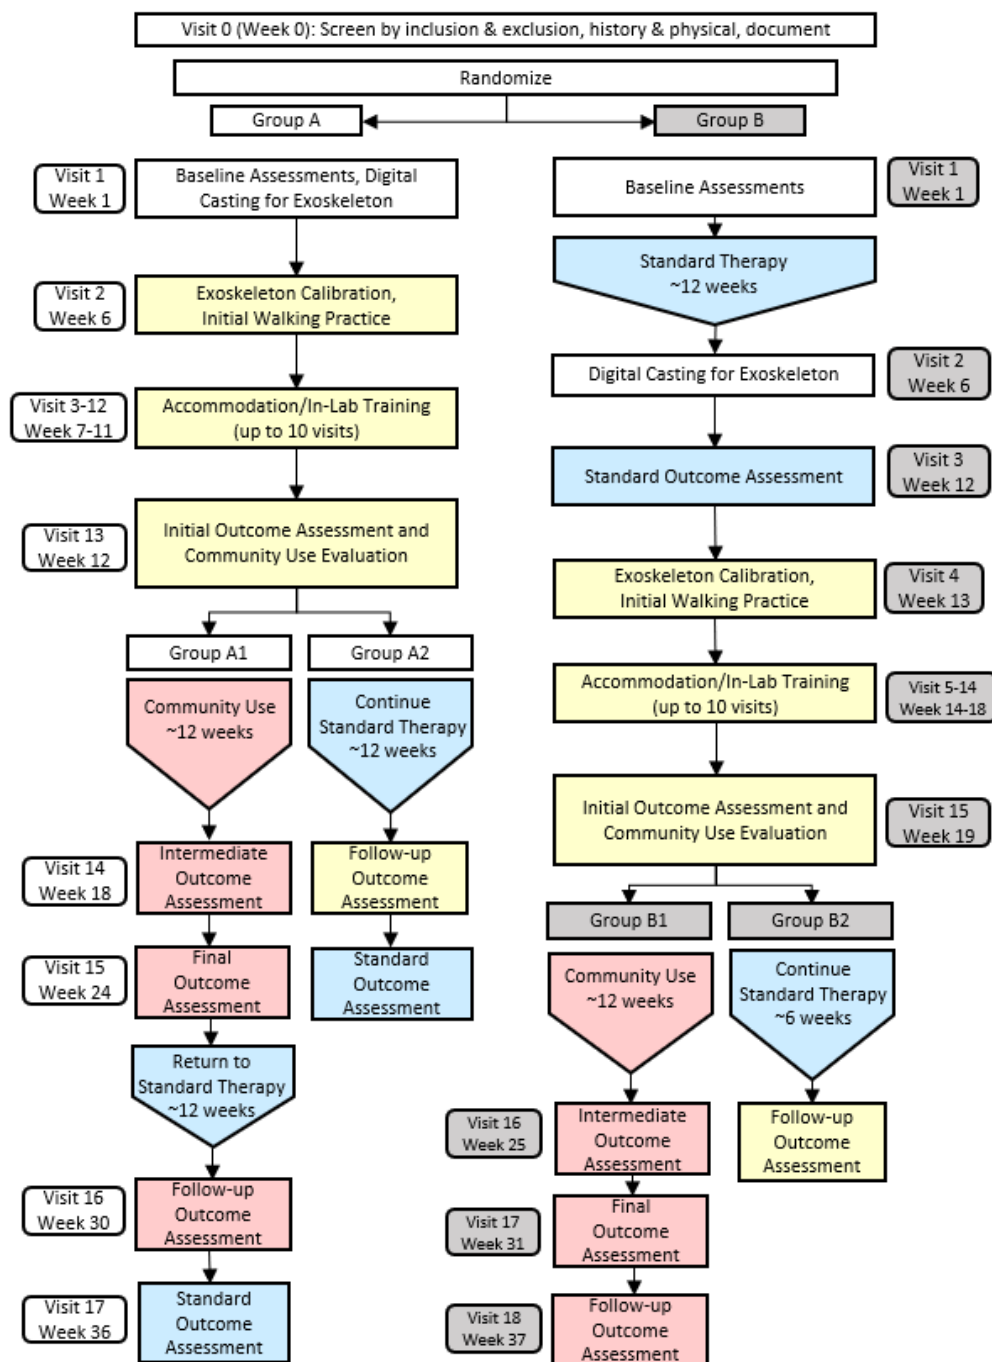 Visit 0 (Week 0): Screen by inclusion & exclusion, history & physical, document
Randomize
Group A
Group B
Visit 1
Week 1
Baseline Assessments, Digital
Casting for Exoskeleton
Visit 2
Week 6
Exoskeleton Calibration,
Initial Walking Practice
Visit 3-12
Week 7-11
Accommodation/In-Lab Training
(up to 10 visits)
Visit 13
Week 12
Initial Outcome Assessment and
Community Use Evaluation
Group A1
Group A2
Community Use
~12 weeks
Continue
Standard Therapy
~12 weeks
Visit 14
Week 18
Intermediate
Outcome
Assessment
Follow-up
Outcome
Assessment
Visit 15
Week 24
Final
Outcome
Assessment
Standard
Outcome
Assessment
Return to
Standard Therapy
~12 weeks
Visit 16
Week 30
Follow-up
Outcome
Assessment
Visit 17
Week 36
Standard
Outcome
Assessment
Baseline Assessments
Visit 1
Week 1
Standard Therapy
~12 weeks
Digital Casting for Exoskeleton
Visit 2
Week 6
Standard Outcome Assessment
Visit 3
Week 12
Exoskeleton Calibration,
Initial Walking Practice
Visit 4
Week 13
Accommodation/In-Lab Training
(up to 10 visits)
Visit 5-14
Week 14-18
Initial Outcome Assessment and
Community Use Evaluation
Visit 15
Week 19
Group B1
Group B2
Community Use
~12 weeks
Continue
Standard Therapy
~6 weeks
Visit 16
Week 25
Intermediate
Outcome
Assessment
Follow-up
Outcome
Assessment
Visit 17
Week 31
Final
Outcome
Assessment
Visit 18
Week 37
Follow-up
Outcome
Assessment